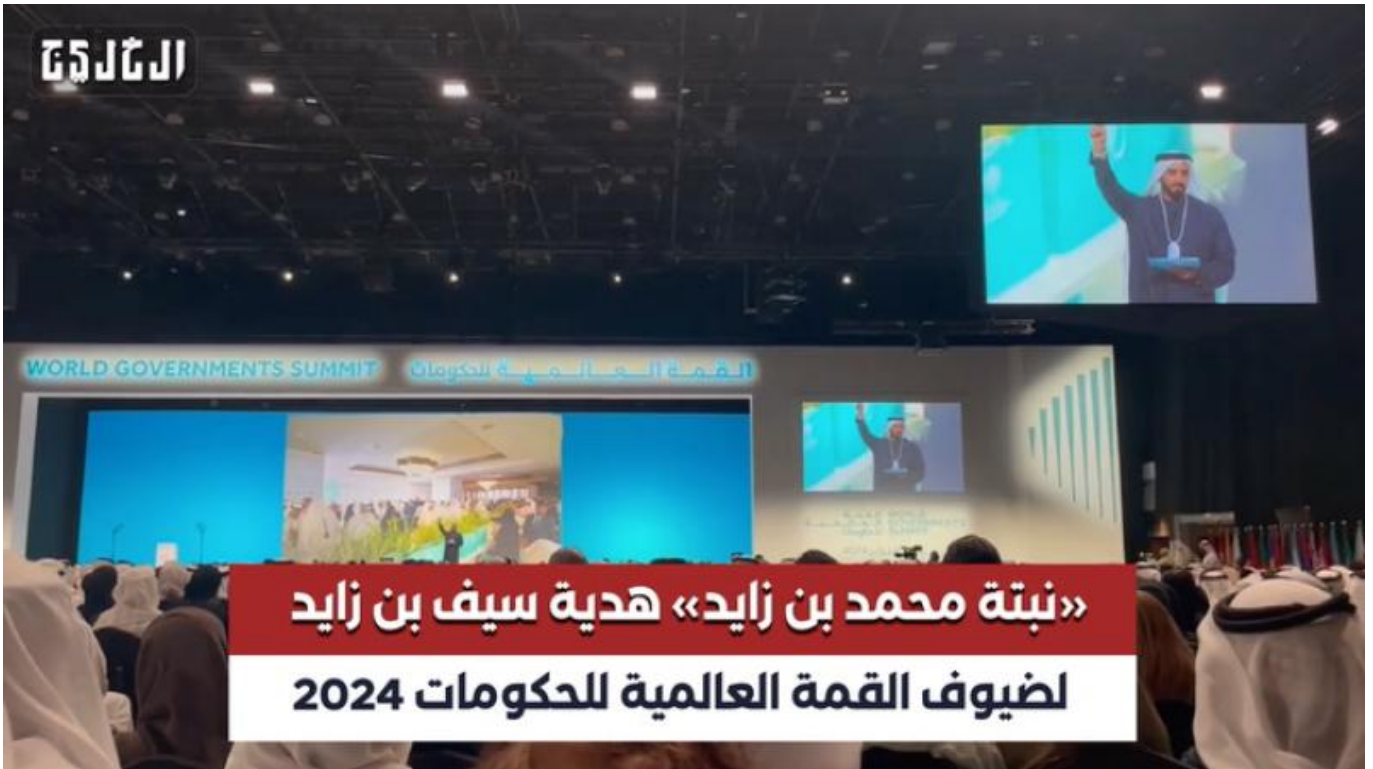 الخليج
WORLD GOVERNMENTS SUMMIT
القمة العالمية للحكومات
«نبتة محمد بن زايد» هدية سيف بن زايد
لضيوف القمة العالمية للحكومات 2024